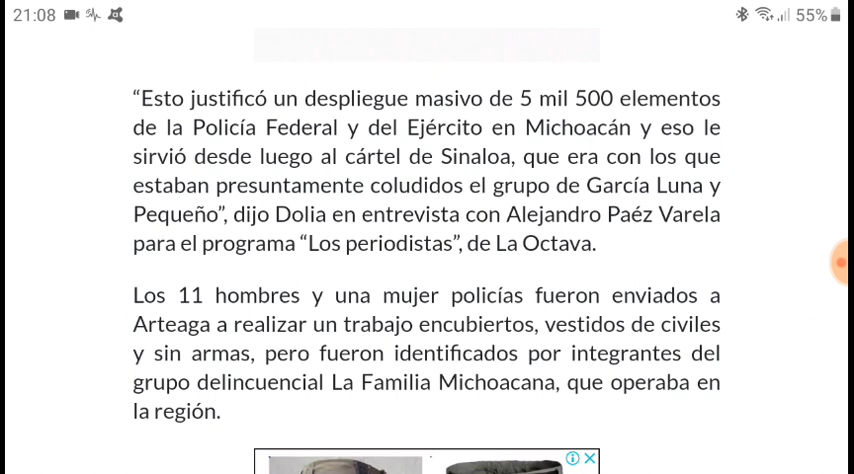 21:08
55%
“Esto justificó un despliegue masivo de 5 mil 500 elementos
de la Policía Federal y del Ejército en Michoacán y eso le
sirvió desde luego al cártel de Sinaloa, que era con los que
estaban presuntamente coludidos el grupo de García Luna y
Pequeño”, dijo Dolia en entrevista con Alejandro Paéz Varela
para el programa “Los periodistas”, de La Octava.
Los 11 hombres y una mujer policías fueron enviados a
Arteaga a realizar un trabajo encubiertos, vestidos de civiles
y sin armas, pero fueron identificados por integrantes del
grupo delincuencial La Familia Michoacana, que operaba en
la región.